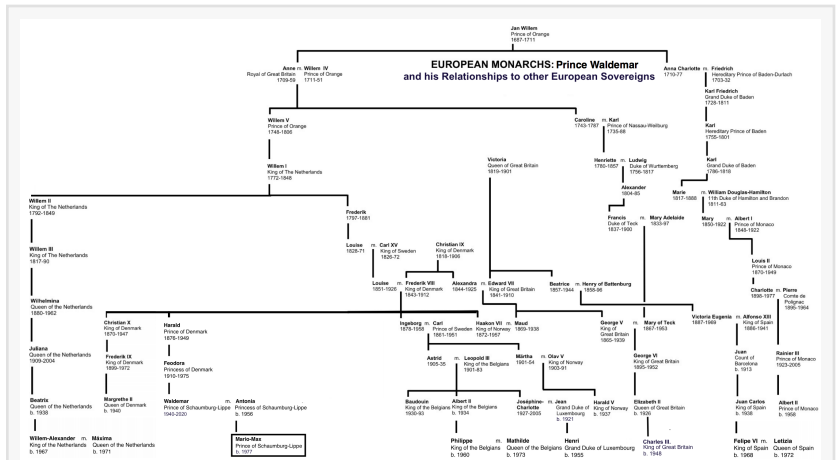 Jan Willem
Prince of Orange
1687-1711
EUROPEAN MONARCHS: Prince Waldemar
and his Relationships to other European Sovereigns
Anne m. Willem IV
Royal of Great Britain Prince of Orange
1709-59 1711-51
Anna Charlotte m. Friedrich
1710-77 Hereditary Prince of Baden-Durlach
1703-32
Karl Friedrich
Grand Duke of Baden
1728-1811
Willem V
Prince of Orange
1748-1806
Caroline m. Karl
1743-1787 Prince of Nassau-Weilburg
1735-88
Karl
Hereditary Prince of Baden
1755-1801
Willem I
King of The Netherlands
1772-1848
Victoria
Queen of Great Britain
1819-1901
Henriette m. Ludwig
1780-1857 Duke of Wurttemberg
1756-1817
Karl
Grand Duke of Baden
1786-1818
Alexander
1804-85
Marie m. William Douglas-Hamilton
1817-1888 11th Duke of Hamilton and Brandon
1811-63
Willem II
King of The Netherlands
1792-1849
Frederik
1797-1881
Francis m. Mary Adelaide
Duke of Teck 1833-97
1837-1900
Mary m. Albert I
1850-1922 Prince of Monaco
1848-1922
Willem III
King of The Netherlands
1817-90
Louise m. Carl XV
1828-71 King of Sweden
1826-72
Christian IX
King of Denmark
1818-1906
Louis II
Prince of Monaco
1870-1949
Louise m. Frederik VIII
1851-1926 King of Denmark
1843-1912
Alexandra m. Edward VII
1844-1925 King of Great Britain
1841-1910
Beatrice m. Henry of Battenburg
1857-1944 1858-96
Charlotte m. Pierre
1898-1977 Comte de
Polignac
1895-1964
Wilhelmina
Queen of the Netherlands
1880-1962
Christian X
King of Denmark
1870-1947
Harald
Prince of Denmark
1876-1949
Ingeborg m. Carl
1878-1958 Prince of Sweden
1861-1951
Haakon VII m. Maud
King of Norway 1869-1938
1872-1957
George V m. Mary of Teck
King of 1867-1953
Great Britain
1865-1939
Victoria Eugenia m. Alfonso XIII
1887-1969 King of Spain
1886-1941
Juliana
Queen of the Netherlands
1909-2004
Frederik IX
King of Denmark
1899-1972
Feodora
Princess of Denmark
1910-1975
Astrid m. Leopold III
1905-35 King of Belgians
1901-83
Märtha m. Olav V
1901-54 King of Norway
1903-91
George VI
King of Great Britain
1895-1952
Juan
Count of
Barcelona
b. 1913
Rainier III
Prince of Monaco
1923-2005
Beatrix
Queen of the Netherlands
b. 1938
Margrethe II
Queen of Denmark
b. 1940
Waldemar m. Antonia
Prince of Schaumburg-Lippe Princess of Schaumburg-Lippe
1940-2020 b. 1956
Baudouin
King of the Belgians
1930-93
Albert II
King of the Belgians
b. 1934
Joséphine- m. Jean
Charlotte Grand Duke of
1927-2005 Luxembourg
b. 1921
Harald V
King of Norway
b. 1937
Elizabeth II
Queen of Great Britain
b. 1926
Juan Carlos
King of Spain
b. 1938
Albert II
Prince of Monaco
b. 1958
Willem-Alexander m. Máxima
King of the Netherlands Queen of the Netherlands
b. 1967 b. 1971
Mario-Max
Prince of Schaumburg-Lippe
b. 1977
Philippe m. Mathilde
King of the Belgians Queen of the Belgians
b. 1960 b. 1973
Henri
Grand Duke of Luxembourg
b. 1955
Charles III.
King of Great Britain
b. 1948
Felipe VI m. Letizia
King of Spain Queen of Spain
b. 1968 b. 1972